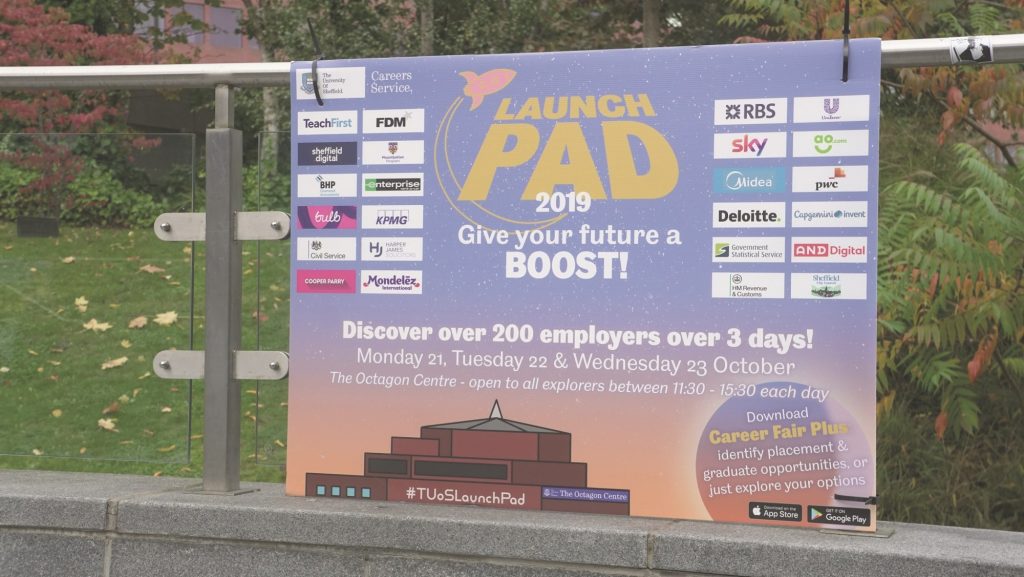 The
University
Of
Sheffield.
Careers
Service.
TeachFirst
FDM
sheffield
digital
BHP
enterprise
bulb
KPMG
Civil Service
HJ HARPER
JAMES
SOLICITORS
COOPER PARRY
Mondelēz
International
LAUNCH
PAD
2019
Give your future a
BOOST!
RBS
Unilever
sky
ao.com
Midea
pwc
Deloitte.
Capgemini invent
Government
Statistical Service
AND Digital
HM Revenue
& Customs
Sheffield
City Council
Discover over 200 employers over 3 days!
Monday 21, Tuesday 22 & Wednesday 23 October
The Octagon Centre - open to all explorers between 11:30 - 15:30 each day
Download
Career Fair Plus
identify placement &
graduate opportunities, or
just explore your options
#TUoSLaunchPad
The Octagon Centre
Download on the
App Store
GET IT ON
Google Play